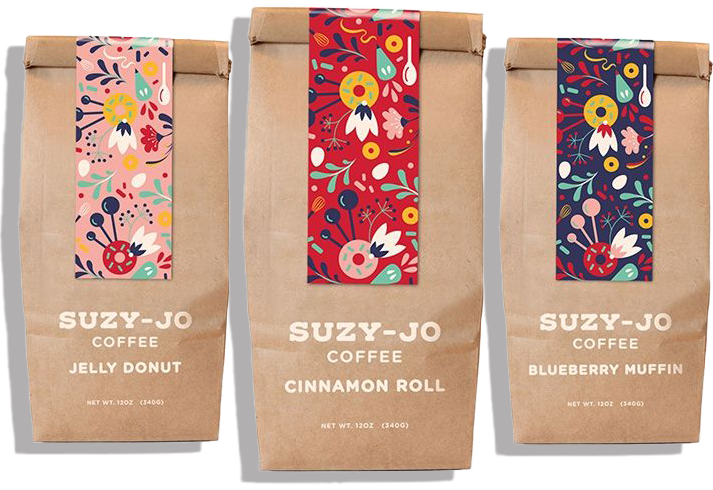 SUZY-JO
COFFEE
JELLY DONUT
NET WT. 12OZ (340G)
SUZY-JO
COFFEE
CINNAMON ROLL
NET WT. 12OZ (340G)
SUZY-JO
COFFEE
BLUEBERRY MUFFIN
NET WT. 12OZ (340G)